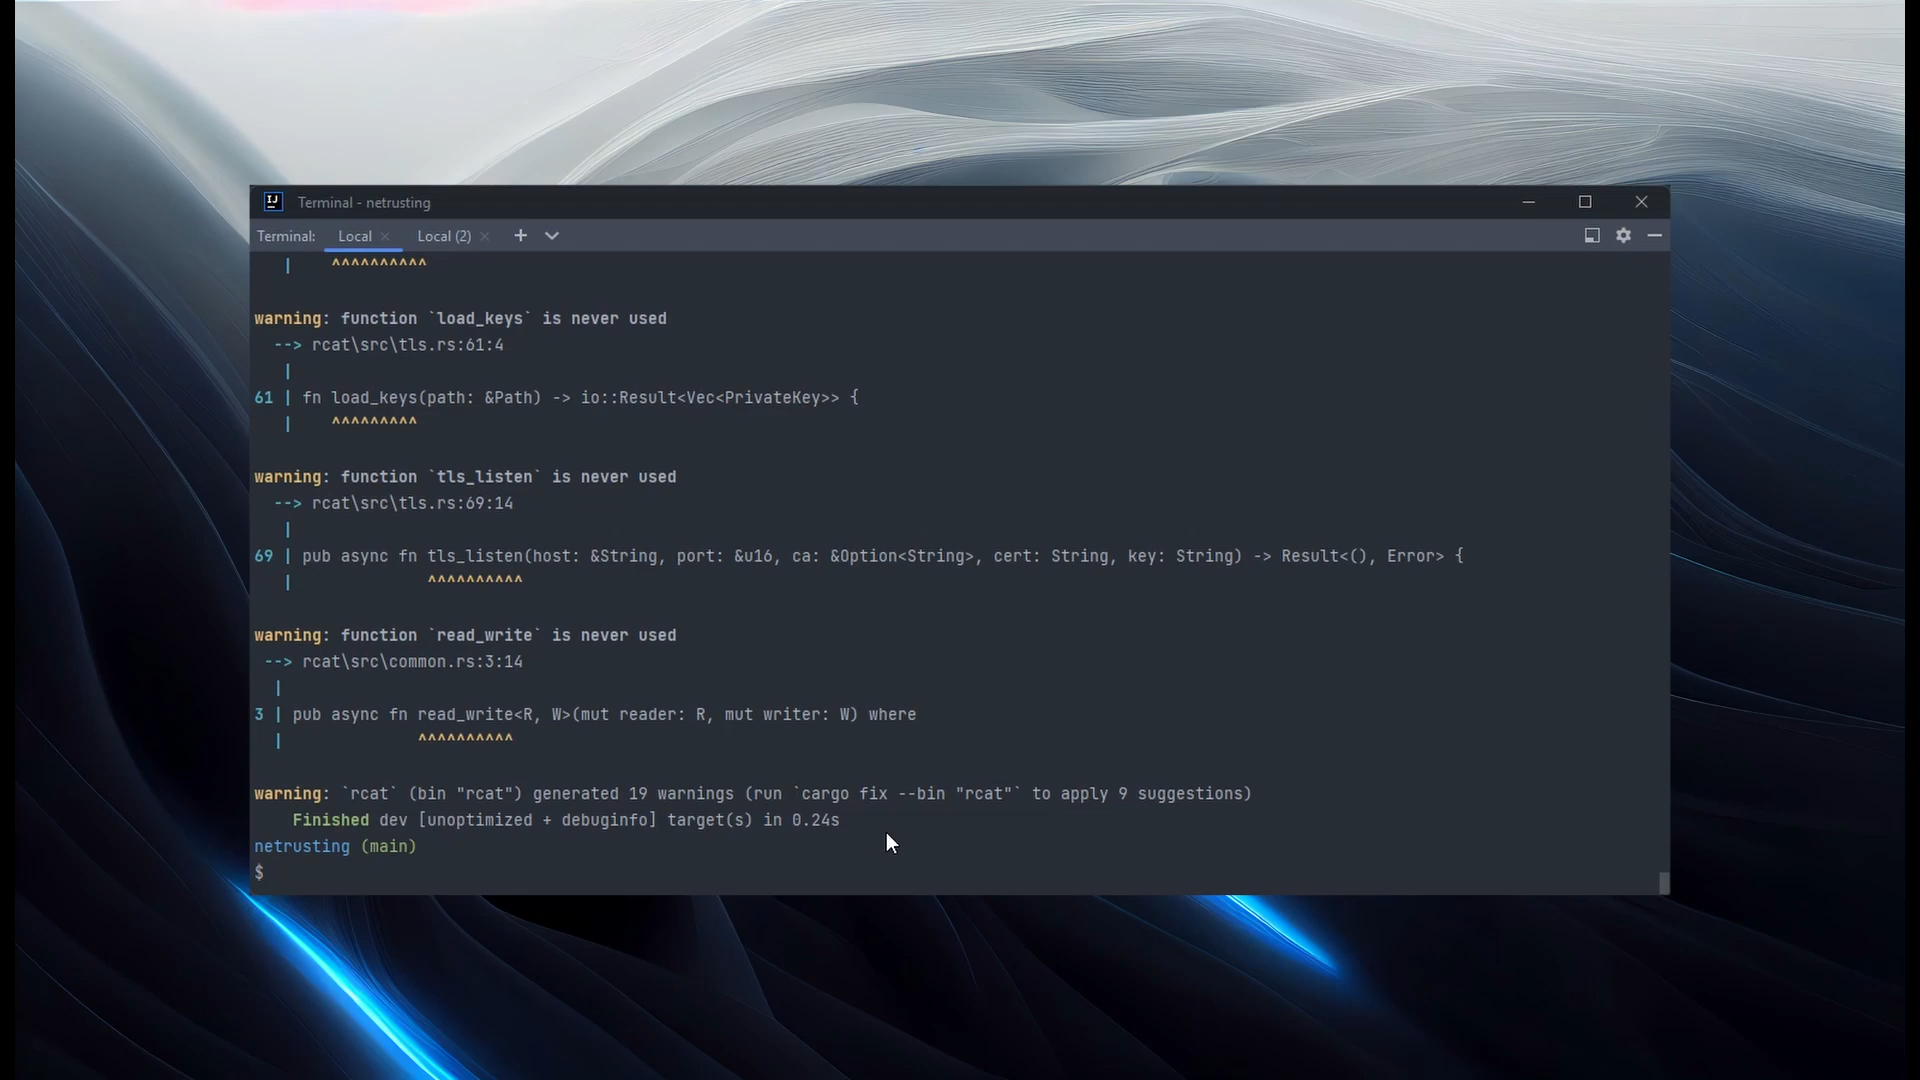 IJ
Terminal - netrusting
Terminal: Local Local (2)
| ^^^^^^^^^^
warning: function `load_keys` is never used
--> rcat\src\tls.rs:61:4
|
61 | fn load_keys(path: &Path) -> io::Result<Vec<PrivateKey>> {
| ^^^^^^^^^
warning: function `tls_listen` is never used
--> rcat\src\tls.rs:69:14
|
69 | pub async fn tls_listen(host: &String, port: &u16, ca: &Option<String>, cert: String, key: String) -> Result<(), Error> {
| ^^^^^^^^^^
warning: function `read_write` is never used
--> rcat\src\common.rs:3:14
|
3 | pub async fn read_write<R, W>(mut reader: R, mut writer: W) where
| ^^^^^^^^^^
warning: `rcat` (bin "rcat") generated 19 warnings (run `cargo fix --bin "rcat"` to apply 9 suggestions)
Finished dev [unoptimized + debuginfo] target(s) in 0.24s
netrusting (main)
$